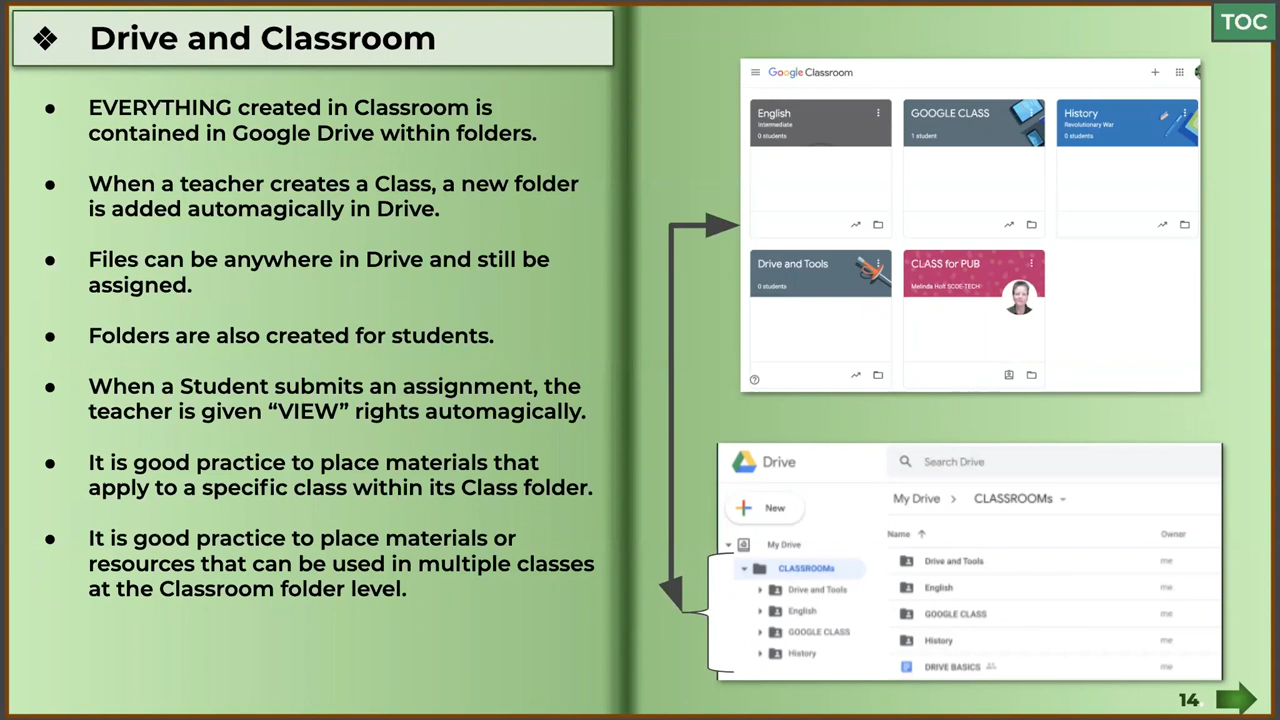 TOC
❖ Drive and Classroom
● EVERYTHING created in Classroom is
contained in Google Drive within folders.
● When a teacher creates a Class, a new folder
is added automagically in Drive.
● Files can be anywhere in Drive and still be
assigned.
● Folders are also created for students.
● When a Student submits an assignment, the
teacher is given “VIEW” rights automagically.
● It is good practice to place materials that
apply to a specific class within its Class folder.
● It is good practice to place materials or
resources that can be used in multiple classes
at the Classroom folder level.
Google Classroom
English
Intermediate
0 students
GOOGLE CLASS
1 student
History
Revolutionary War
0 students
Drive and Tools
0 students
CLASS for PUB
Melinda Holt SCOE-TECH
Drive
Search Drive
New
My Drive > CLASSROOMs
My Drive
CLASSROOMs
Drive and Tools
English
GOOGLE CLASS
History
Name Owner
Drive and Tools me
English me
GOOGLE CLASS me
History me
DRIVE BASICS me
14